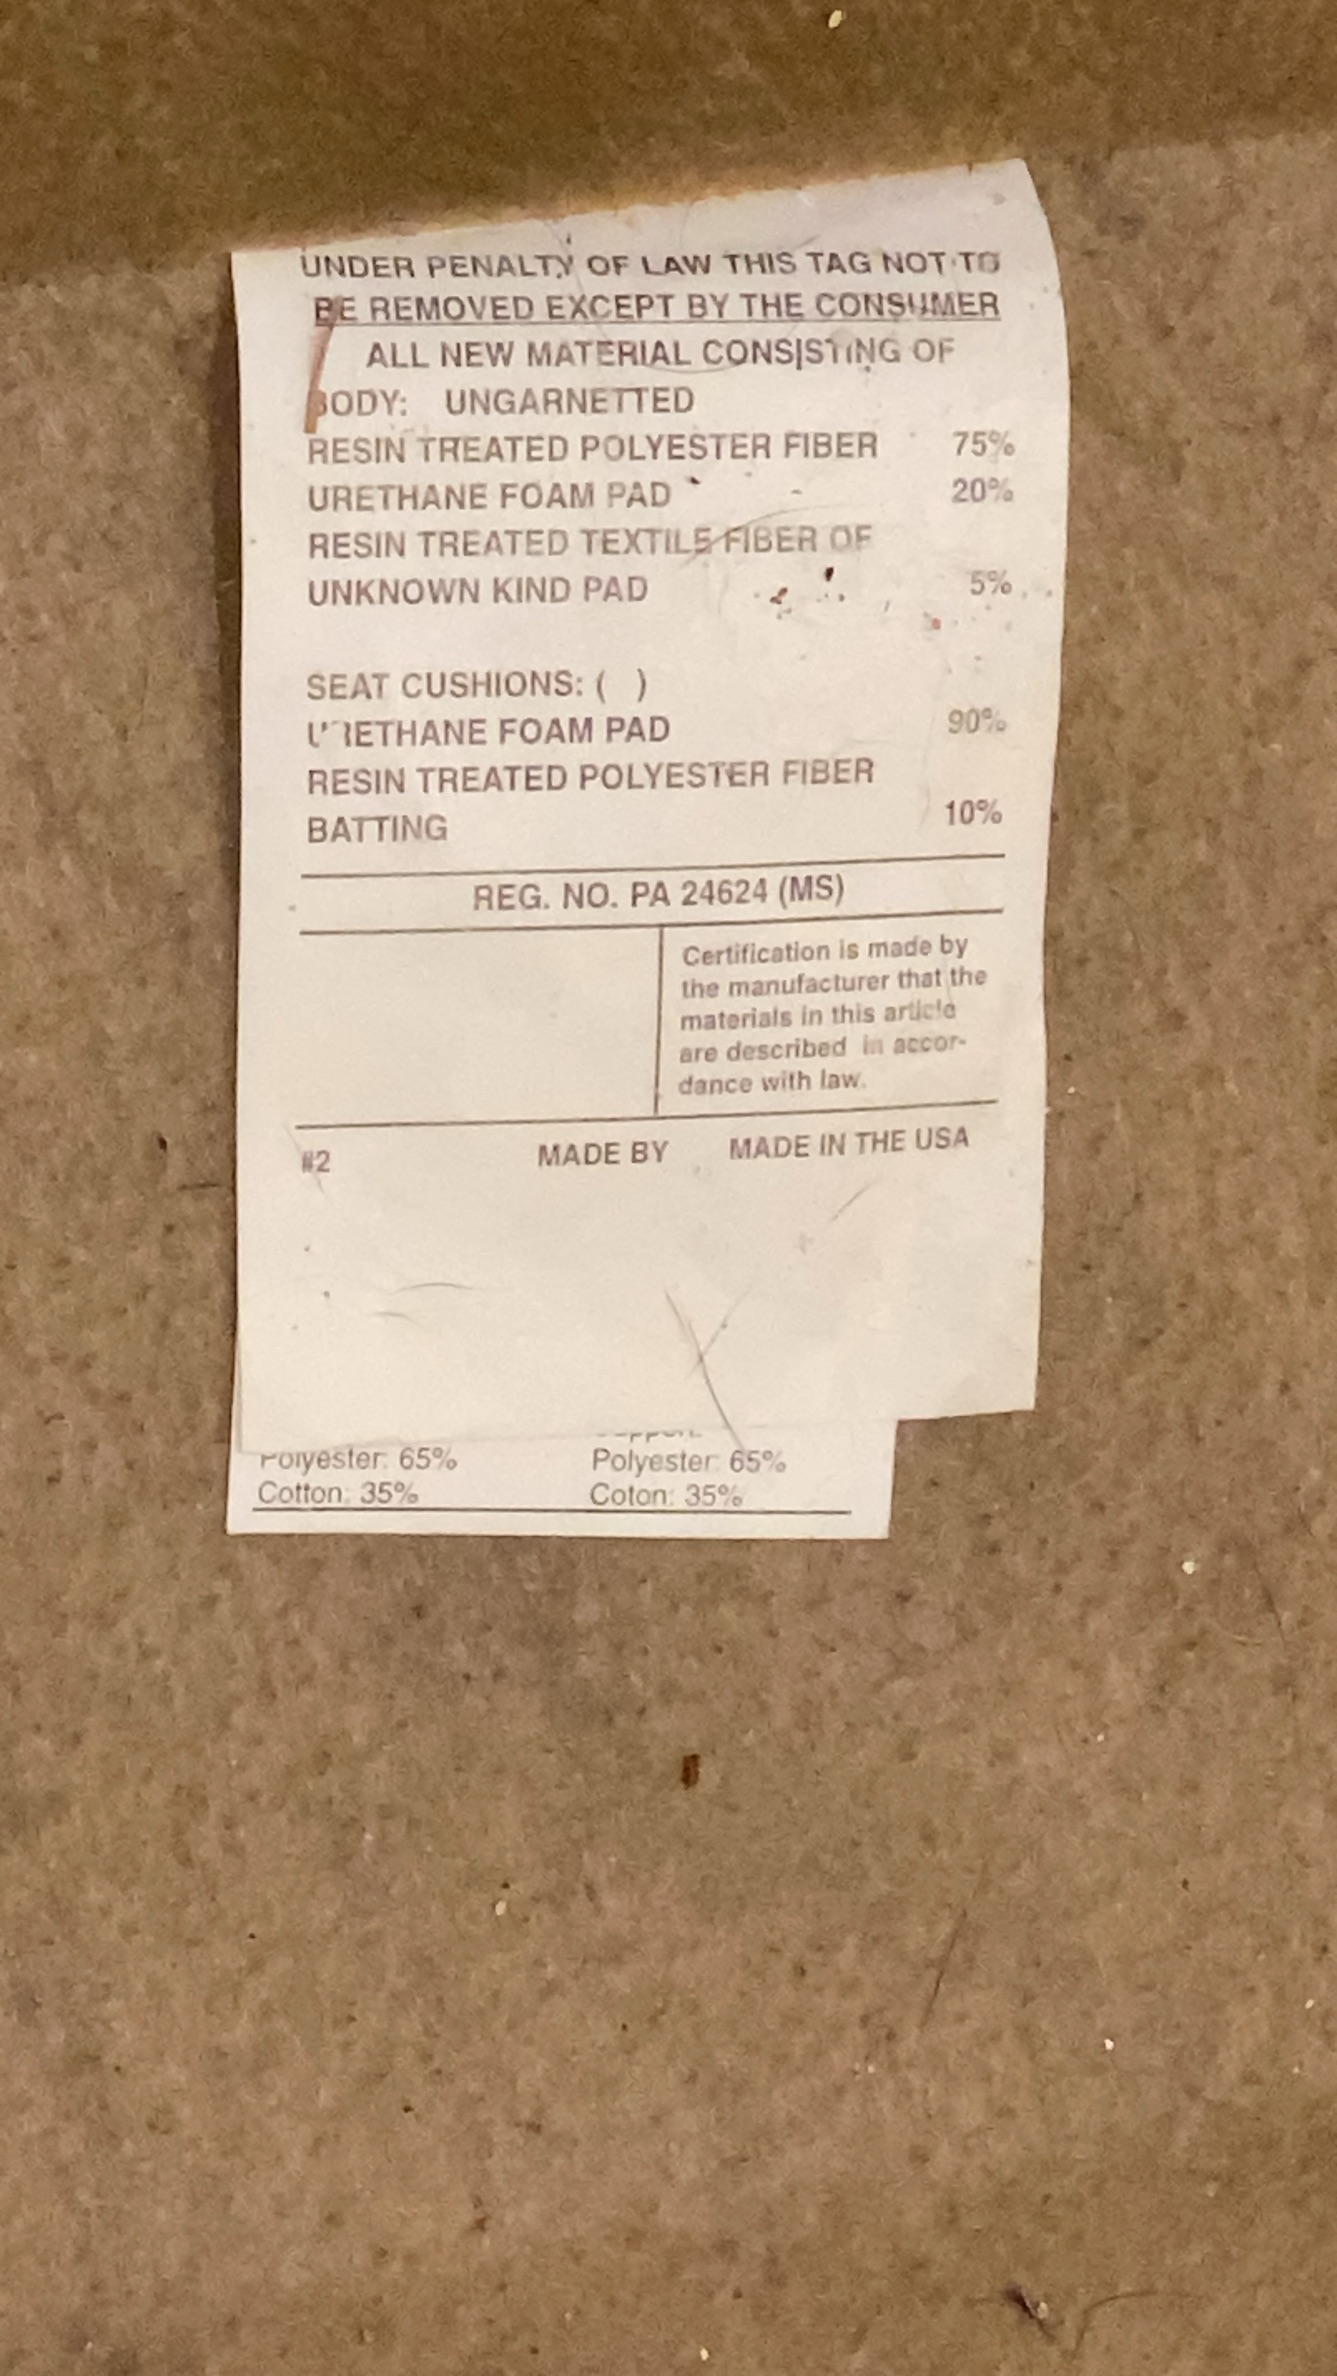 UNDER PENALTY OF LAW THIS TAG NOT TO
BE REMOVED EXCEPT BY THE CONSUMER
ALL NEW MATERIAL CONSISTING OF
BODY: UNGARNETTED
RESIN TREATED POLYESTER FIBER 75%
URETHANE FOAM PAD 20%
RESIN TREATED TEXTILE FIBER OF
UNKNOWN KIND PAD 5%
SEAT CUSHIONS: ( )
URETHANE FOAM PAD 90%
RESIN TREATED POLYESTER FIBER
BATTING 10%
REG. NO. PA 24624 (MS)
Certification is made by
the manufacturer that the
materials in this article
are described in accor-
dance with law.
#2 MADE BY MADE IN THE USA
Polyester: 65% Polyester: 65%
Cotton: 35% Coton: 35%